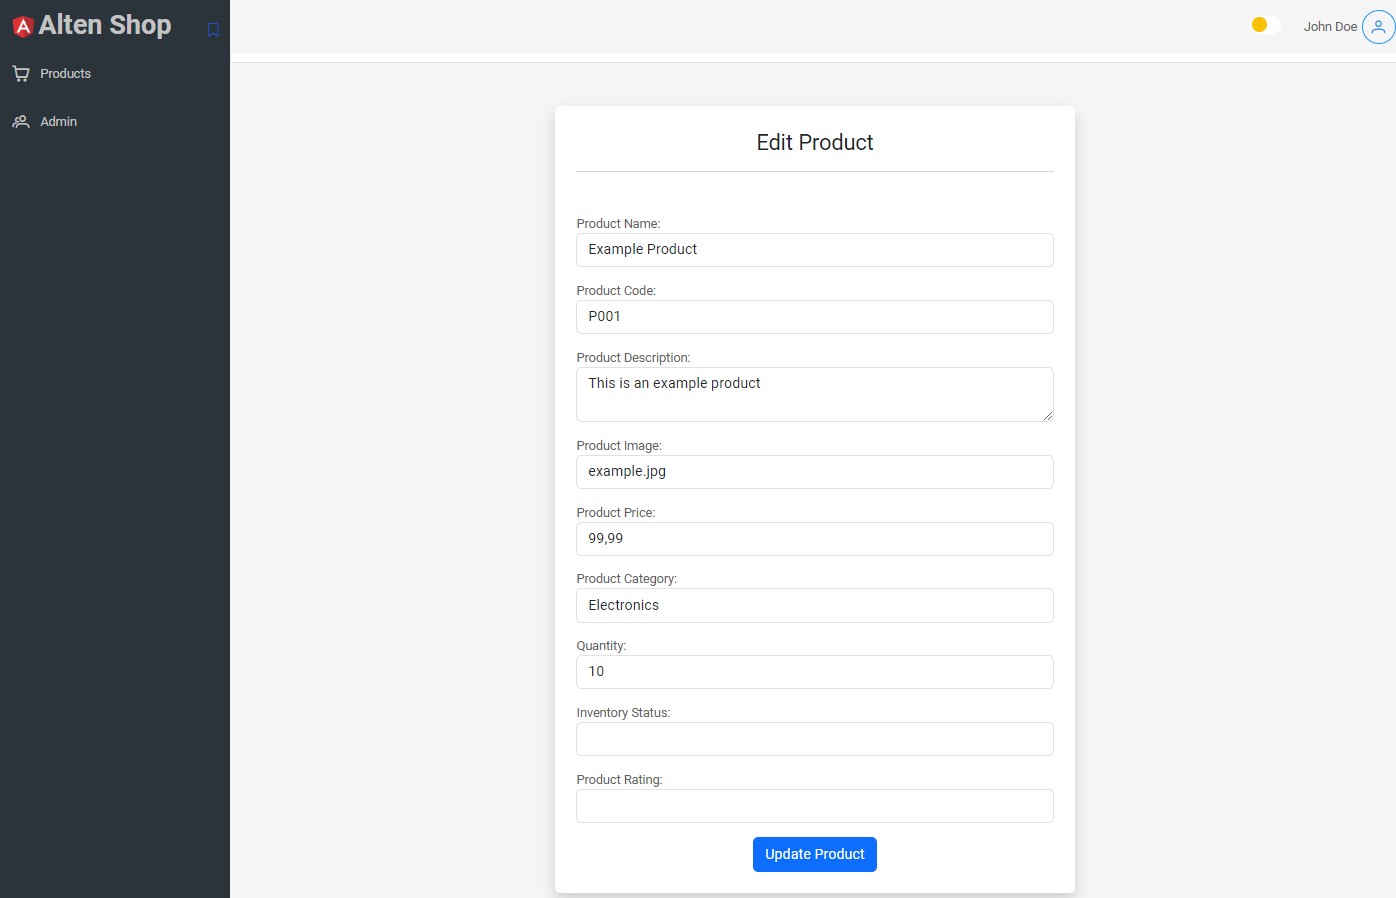 Alten Shop
Products
Admin
John Doe
Edit Product
Product Name:
Example Product
Product Code:
P001
Product Description:
This is an example product
Product Image:
example.jpg
Product Price:
99,99
Product Category:
Electronics
Quantity:
10
Inventory Status:
Product Rating:
Update Product